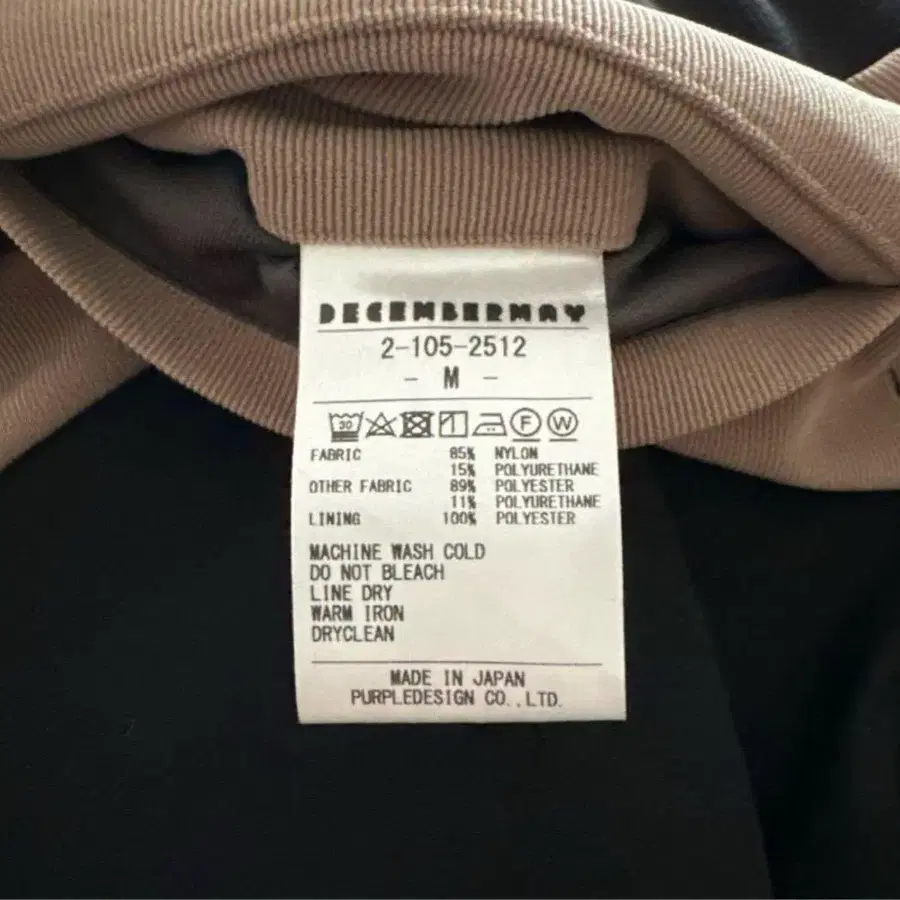 DECEMBERMAY
2-105-2512
- M -
30 F W
FABRIC 85% NYLON
15% POLYURETHANE
OTHER FABRIC 89% POLYESTER
11% POLYURETHANE
LINING 100% POLYESTER
MACHINE WASH COLD
DO NOT BLEACH
LINE DRY
WARM IRON
DRYCLEAN
MADE IN JAPAN
PURPLEDESIGN CO.,LTD.